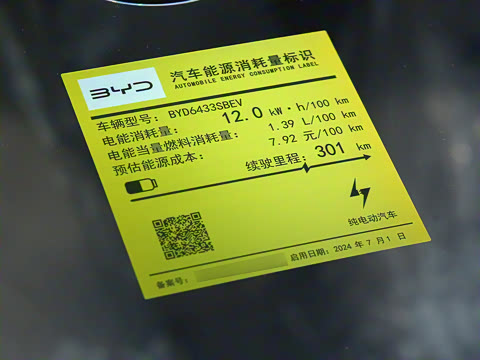 BYD
汽车能源消耗量标识
AUTOMOBILE ENERGY CONSUMPTION LABEL
车辆型号： BYD6433SBEV
电能消耗量： 12.0 kW·h/100 km
电能当量燃料消耗量： 1.39 L/100 km
预估能源成本： 7.92 元/100 km
续驶里程： 301 km
纯电动汽车
备案号： 启用日期：2024 年 7 月 1 日